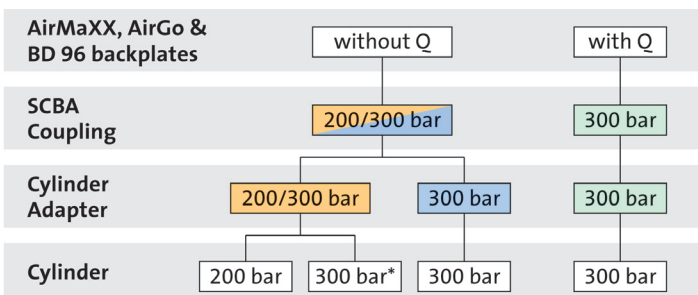 AirMaXX, AirGo &
BD 96 backplates
without Q
with Q
SCBA
Coupling
200/300 bar
300 bar
Cylinder
Adapter
200/300 bar
300 bar
300 bar
Cylinder
200 bar
300 bar*
300 bar
300 bar